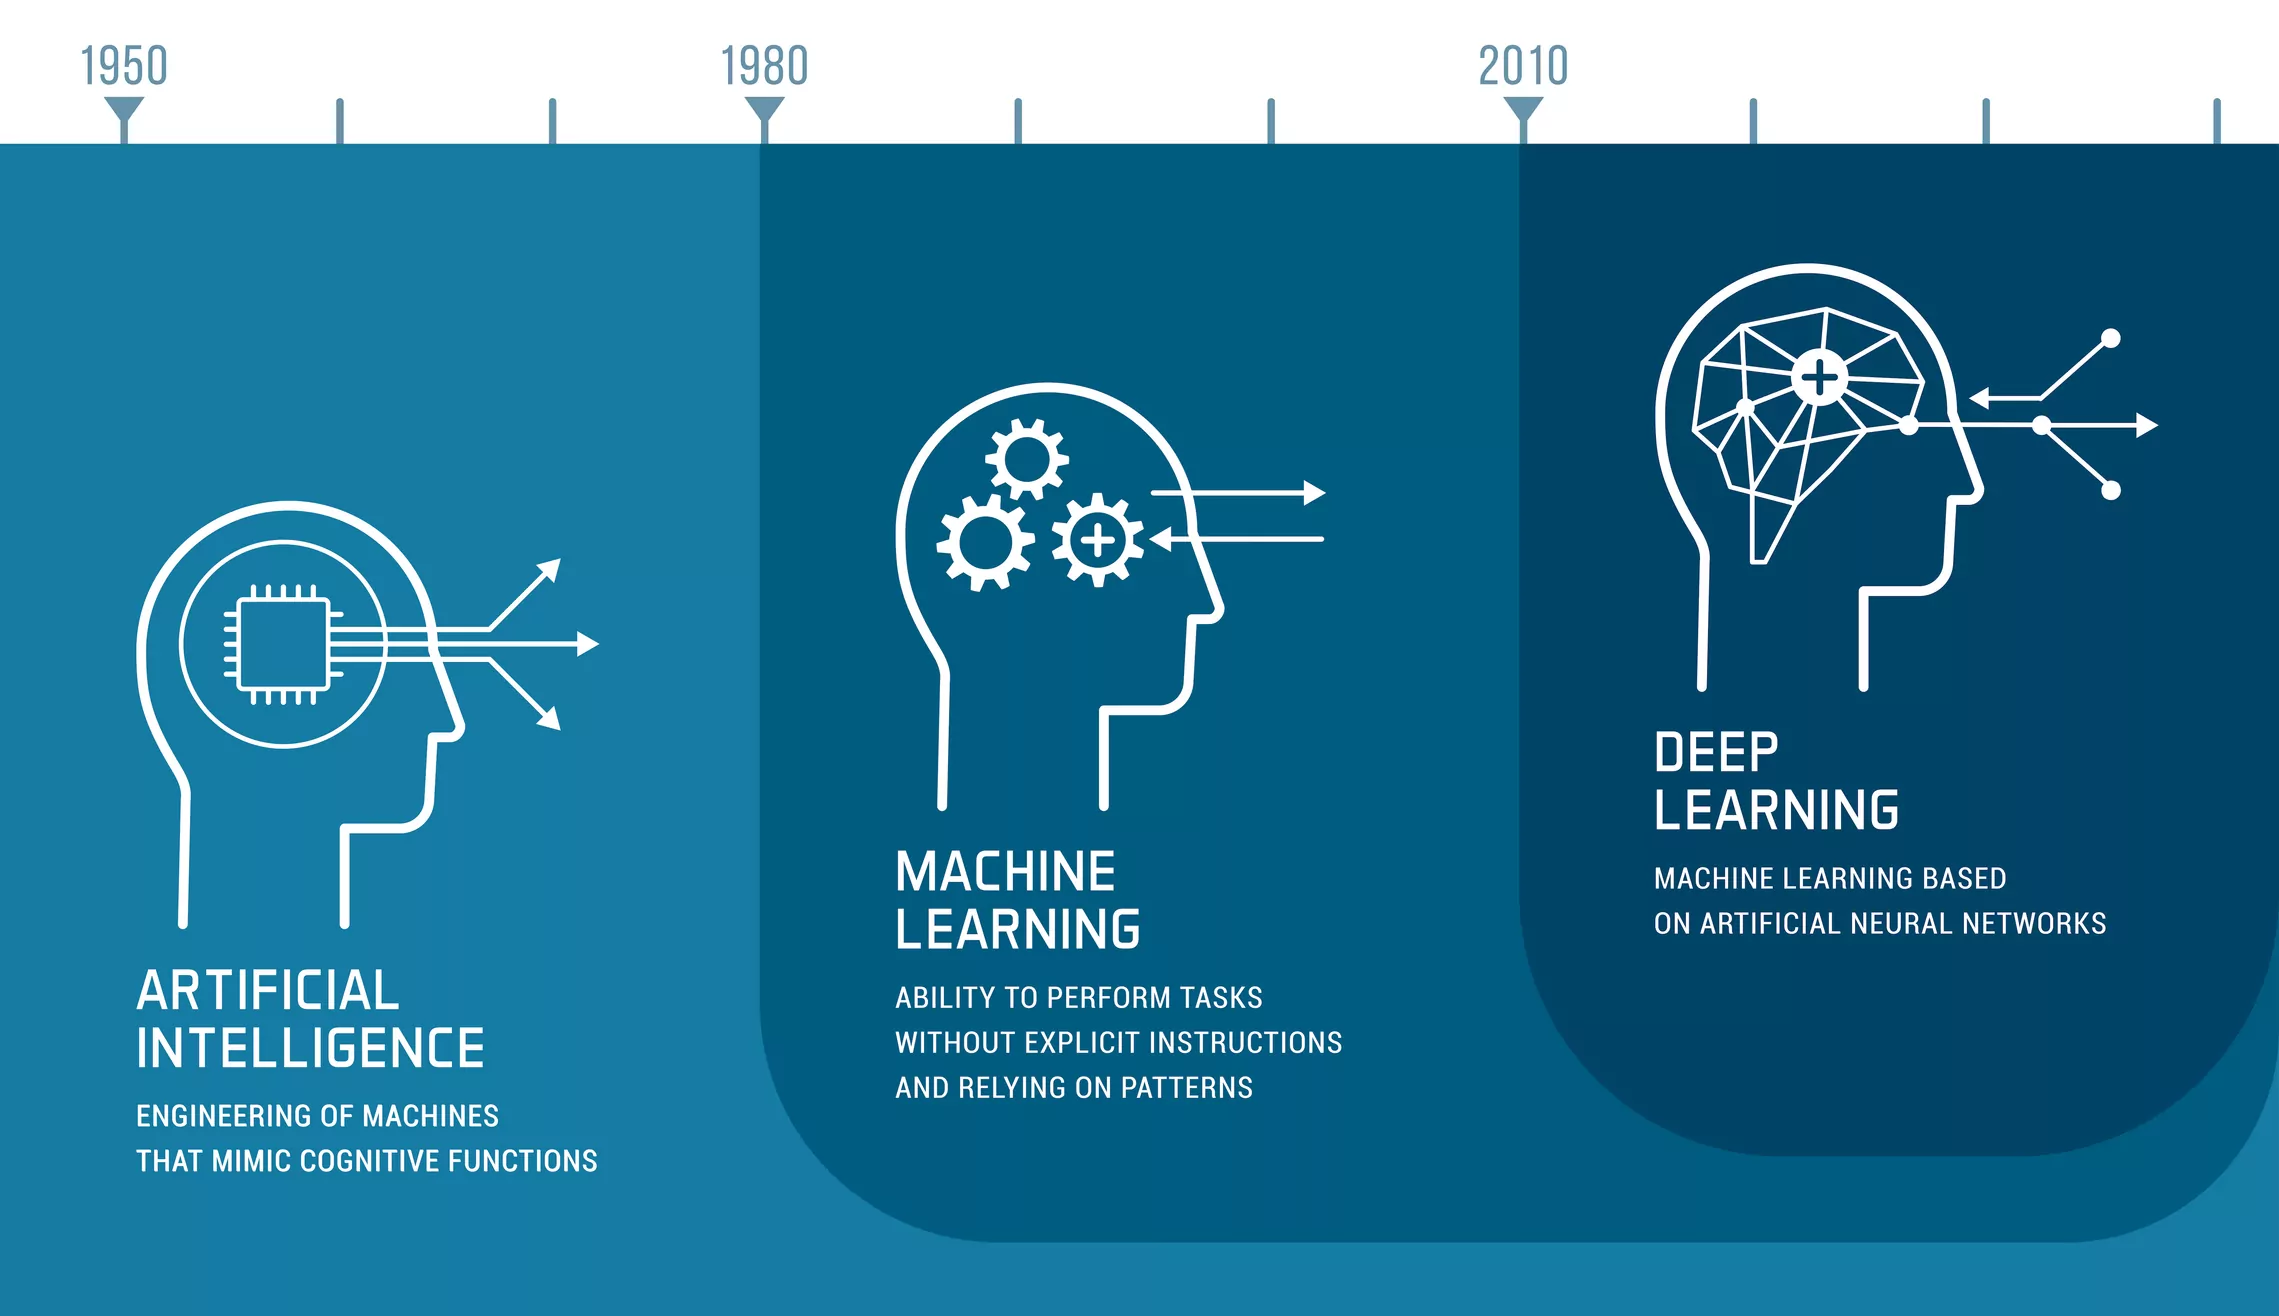 1950
1980
2010
ARTIFICIAL
INTELLIGENCE
ENGINEERING OF MACHINES
THAT MIMIC COGNITIVE FUNCTIONS
MACHINE
LEARNING
ABILITY TO PERFORM TASKS
WITHOUT EXPLICIT INSTRUCTIONS
AND RELYING ON PATTERNS
DEEP
LEARNING
MACHINE LEARNING BASED
ON ARTIFICIAL NEURAL NETWORKS